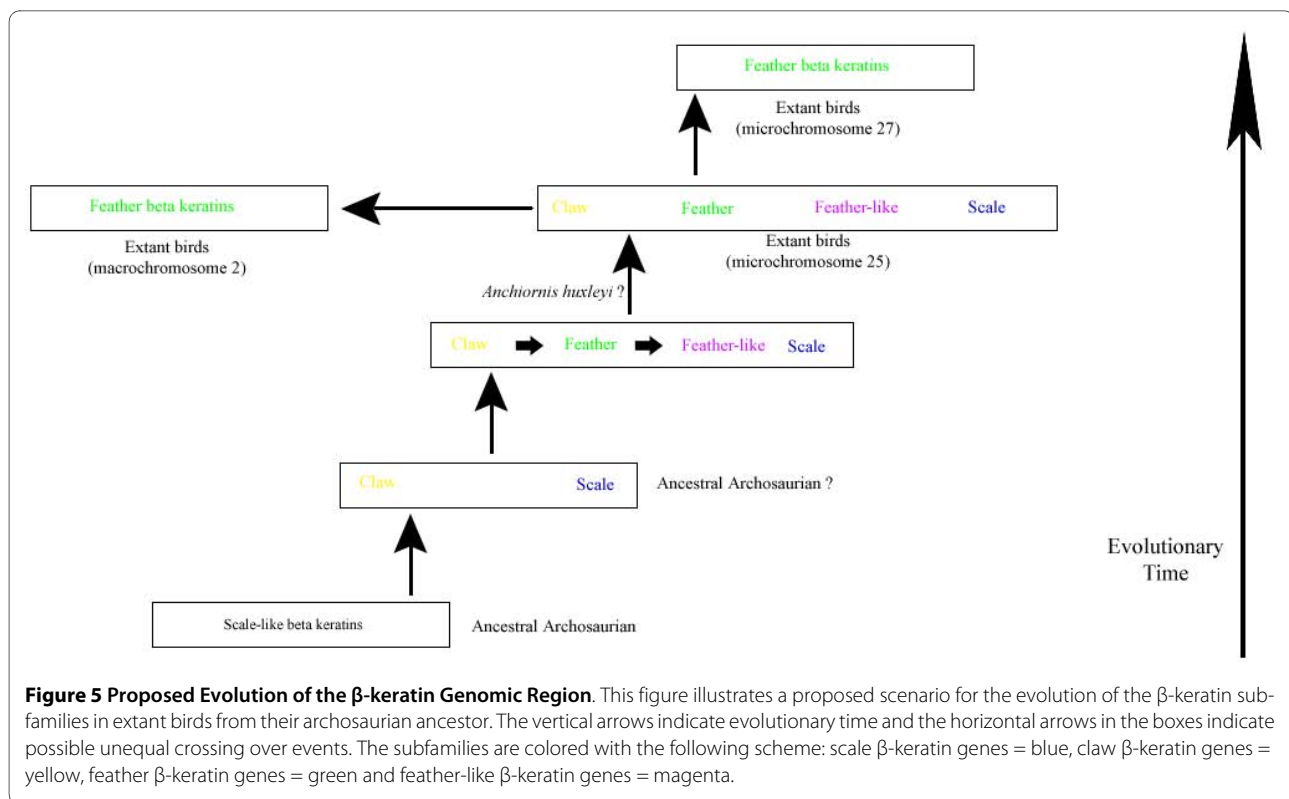 Feather beta keratins
Extant birds
(microchromosome 27)
Feather beta keratins
Extant birds
(macrochromosome 2)
Claw Feather Feather-like Scale
Extant birds
(microchromosome 25)
Anchiornis huxleyi ?
Claw Feather Feather-like Scale
Claw Scale
Ancestral Archosaurian ?
Scale-like beta keratins
Ancestral Archosaurian
Evolutionary
Time
Figure 5 Proposed Evolution of the β-keratin Genomic Region. This figure illustrates a proposed scenario for the evolution of the β-keratin sub-
families in extant birds from their archosaurian ancestor. The vertical arrows indicate evolutionary time and the horizontal arrows in the boxes indicate
possible unequal crossing over events. The subfamilies are colored with the following scheme: scale β-keratin genes = blue, claw β-keratin genes =
yellow, feather β-keratin genes = green and feather-like β-keratin genes = magenta.